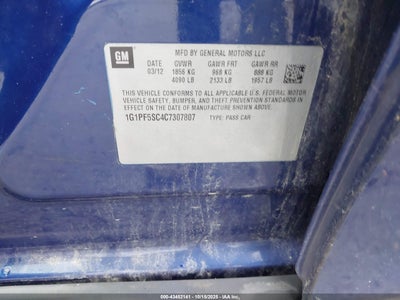 GM
MFD BY GENERAL MOTORS LLC
DATE GVWR GAWR FRT GAWR RR
03/12 1856 KG 968 KG 888 KG
4090 LB 2133 LB 1957 LB
THIS VEHICLE CONFORMS TO ALL APPLICABLE U.S. FEDERAL MOTOR
VEHICLE SAFETY, BUMPER, AND THEFT PREVENTION STANDARDS
IN EFFECT ON THE DATE OF MANUFACTURE SHOWN ABOVE.
1G1PF5SC4C7307807 TYPE: PASS CAR
000-43462141 - 10/15/2025 - © IAA Inc.